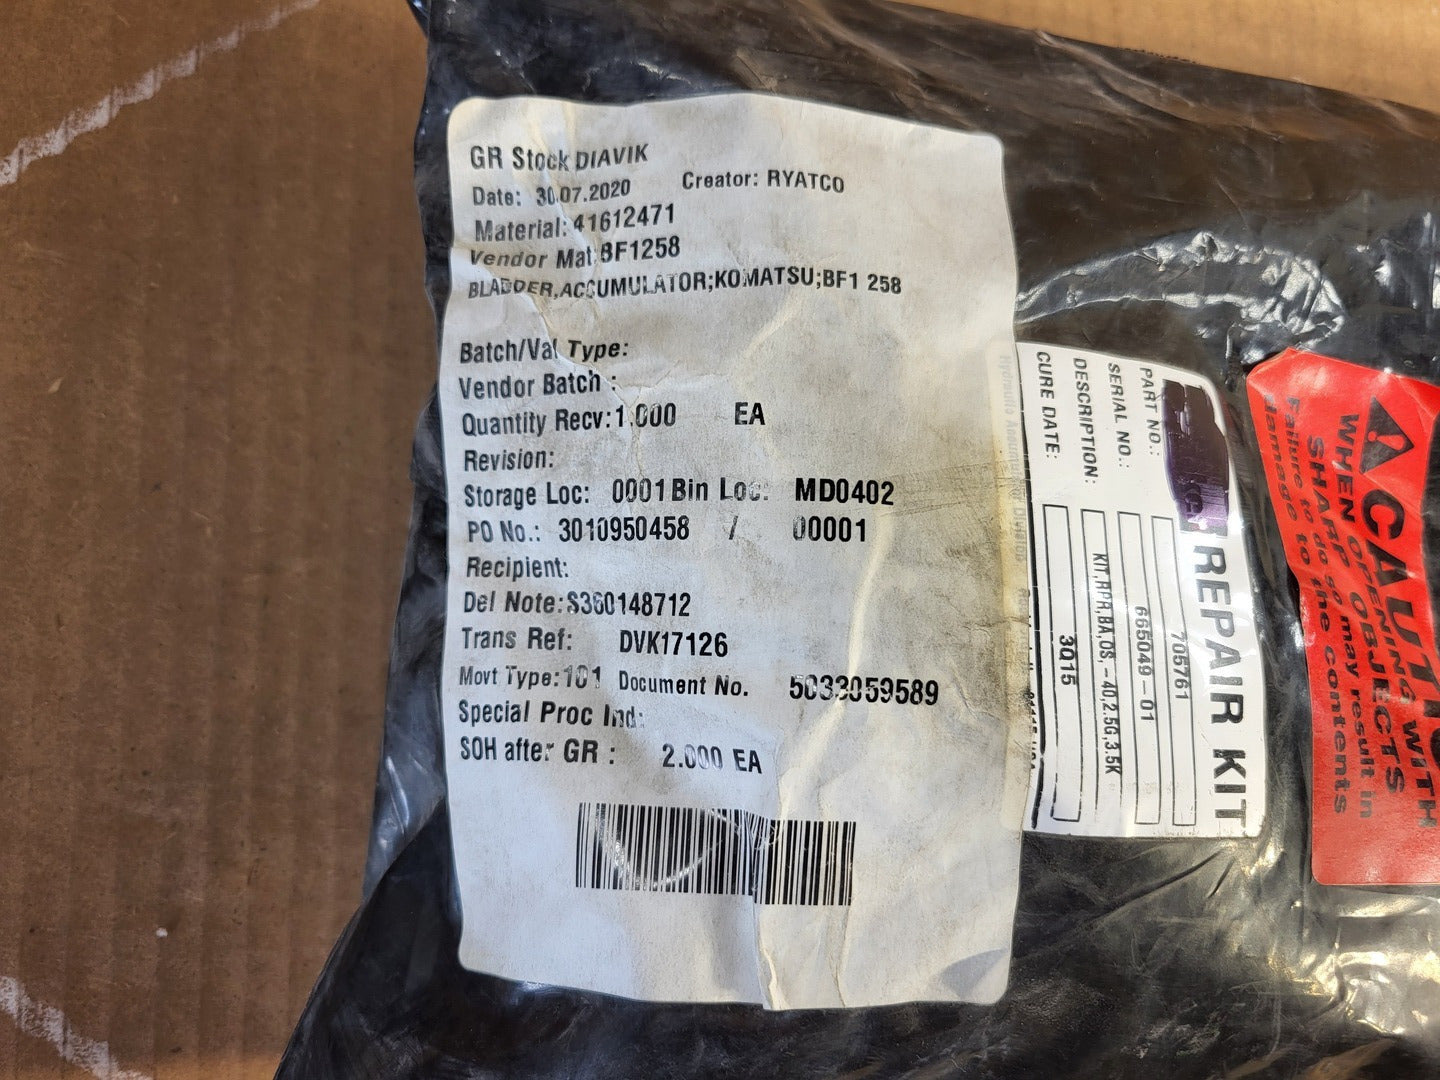 GR Stock DIAVIK
Date: 30.07.2020 Creator: RYATCO
Material: 41612471
Vendor Mat: BF1258
BLADDER,ACCUMULATOR;KOMATSU;BF1 258
Batch/Val Type:
Vendor Batch :
Quantity Recv: 1.000 EA
Revision:
Storage Loc: 0001 Bin Loc: MD0402
PO No.: 3010950458 / 00001
Recipient:
Del Note: S360148712
Trans Ref: DVK17126
Movt Type: 101 Document No. 5033059589
Special Proc Ind:
SOH after GR : 2.000 EA
REPAIR KIT
PART NO.: 705761
SERIAL NO.: 665049-01
DESCRIPTION: KIT,RPR,BA,OS,-40,2.5G,3.5K
CURE DATE: 3Q15
Hydraulic Accumulator Division
WHEN OPENING WITH
SHARP OBJECTS
Failure to do so may result in
damage to the contents